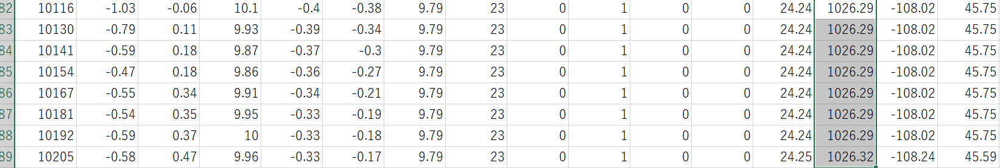 82 10116 -1.03 -0.06 10.1 -0.4 -0.38 9.79 23 0 1 0 0 24.24 1026.29 -108.02 45.75
83 10130 -0.79 0.11 9.93 -0.39 -0.34 9.79 23 0 1 0 0 24.24 1026.29 -108.02 45.75
84 10141 -0.59 0.18 9.87 -0.37 -0.3 9.79 23 0 1 0 0 24.24 1026.29 -108.02 45.75
85 10154 -0.47 0.18 9.86 -0.36 -0.27 9.79 23 0 1 0 0 24.24 1026.29 -108.02 45.75
86 10167 -0.55 0.34 9.91 -0.34 -0.21 9.79 23 0 1 0 0 24.24 1026.29 -108.02 45.75
87 10181 -0.54 0.35 9.95 -0.33 -0.19 9.79 23 0 1 0 0 24.24 1026.29 -108.02 45.75
88 10192 -0.59 0.37 10 -0.33 -0.18 9.79 23 0 1 0 0 24.24 1026.29 -108.02 45.75
89 10205 -0.58 0.47 9.96 -0.33 -0.17 9.79 23 0 1 0 0 24.25 1026.32 -108.24 45.59